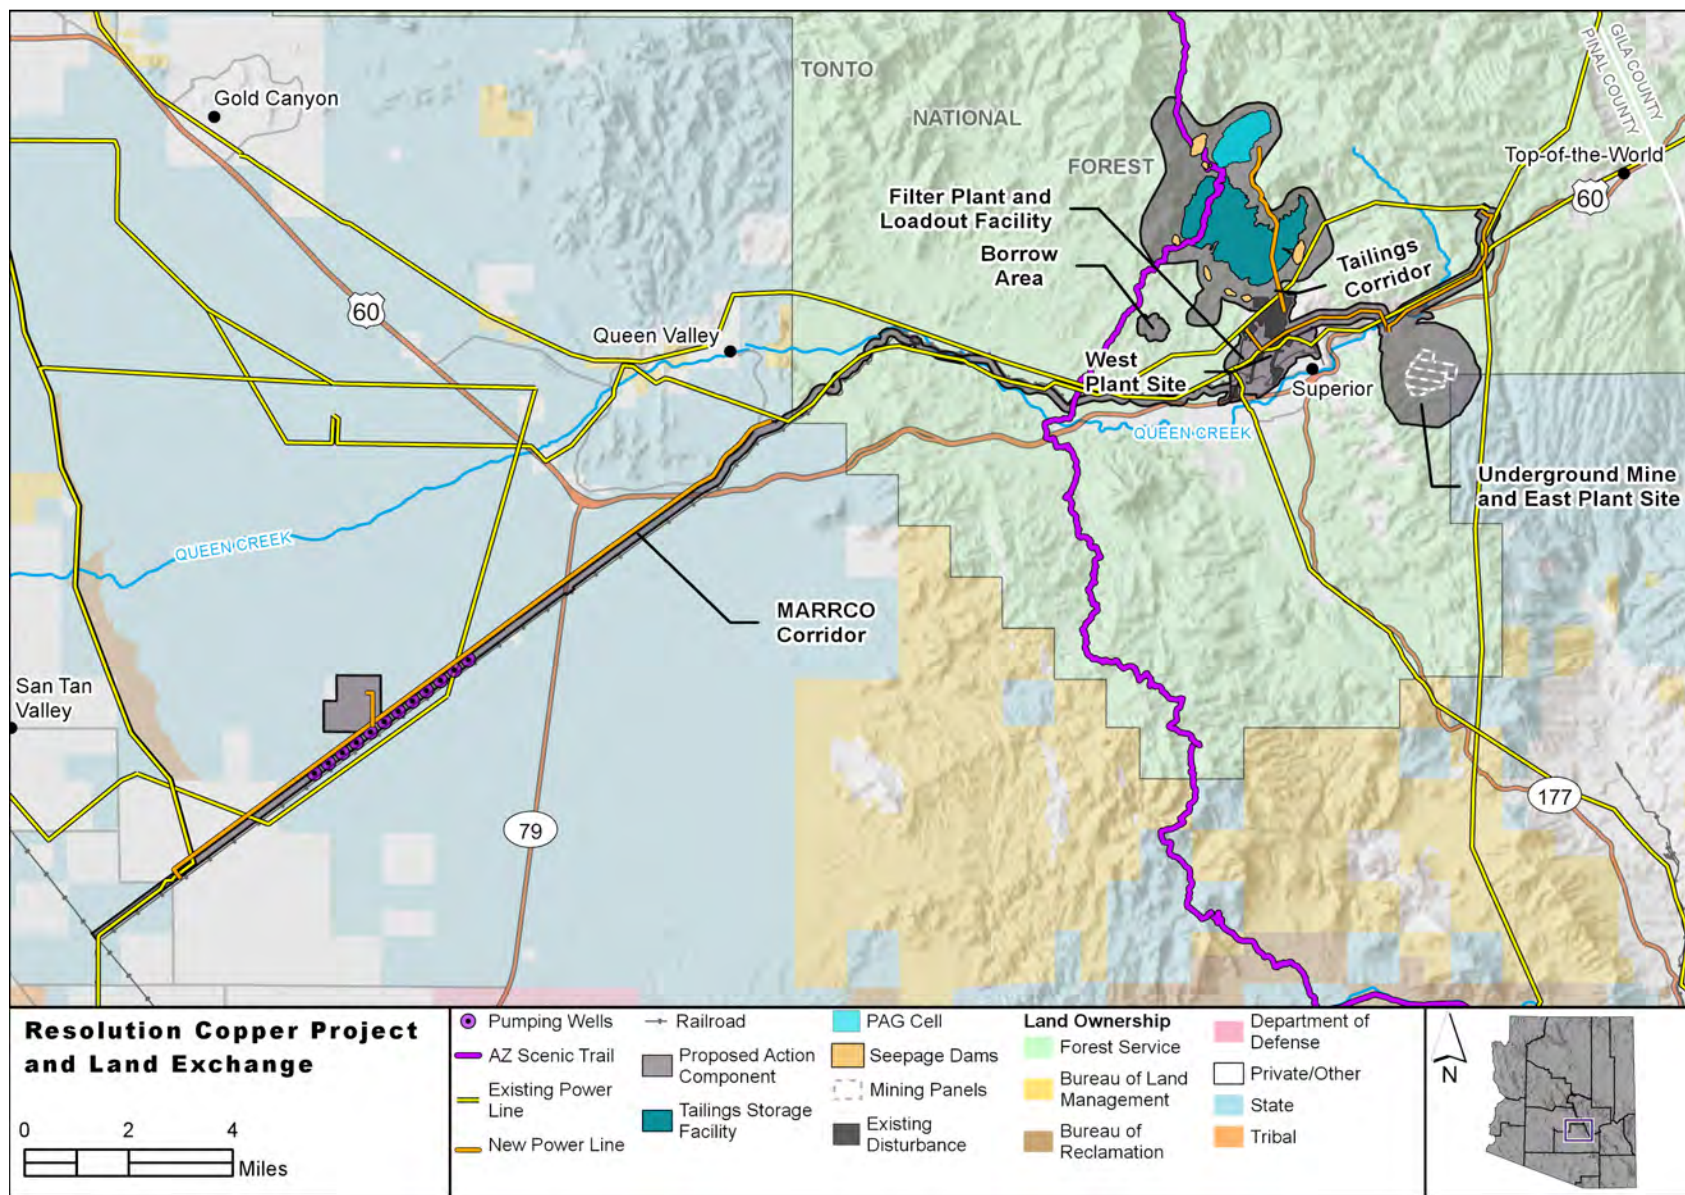 TONTO
NATIONAL
FOREST
GILA COUNTY
PINAL COUNTY
Gold Canyon
Top-of-the-World
60
Filter Plant and
Loadout Facility
Borrow
Area
Tailings
Corridor
60
Queen Valley
West
Plant Site
Superior
QUEEN CREEK
Underground Mine
and East Plant Site
QUEEN CREEK
MARRCO
Corridor
San Tan
Valley
79
177
Resolution Copper Project
and Land Exchange
0 2 4
Miles
Pumping Wells
AZ Scenic Trail
Existing Power
Line
New Power Line
Railroad
Proposed Action
Component
Tailings Storage
Facility
PAG Cell
Seepage Dams
Mining Panels
Existing
Disturbance
Land Ownership
Forest Service
Bureau of Land
Management
Bureau of
Reclamation
Department of
Defense
Private/Other
State
Tribal
N